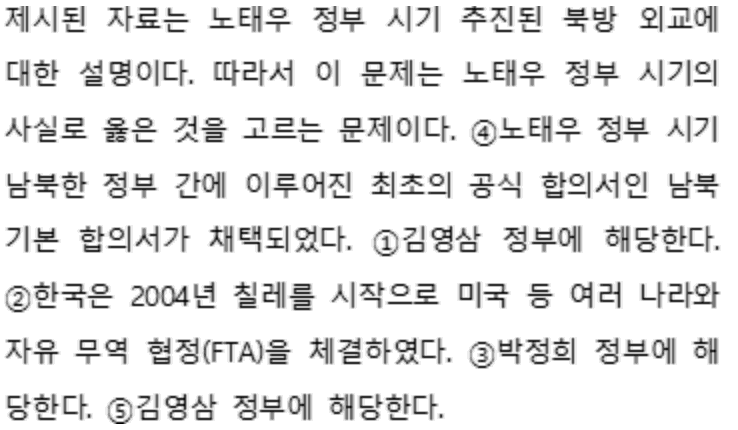 제시된 자료는 노태우 정부 시기 추진된 북방 외교에
대한 설명이다. 따라서 이 문제는 노태우 정부 시기의
사실로 옳은 것을 고르는 문제이다. ④노태우 정부 시기
남북한 정부 간에 이루어진 최초의 공식 합의서인 남북
기본 합의서가 채택되었다. ①김영삼 정부에 해당한다.
②한국은 2004년 칠레를 시작으로 미국 등 여러 나라와
자유 무역 협정(FTA)을 체결하였다. ③박정희 정부에 해
당한다. ⑤김영삼 정부에 해당한다.